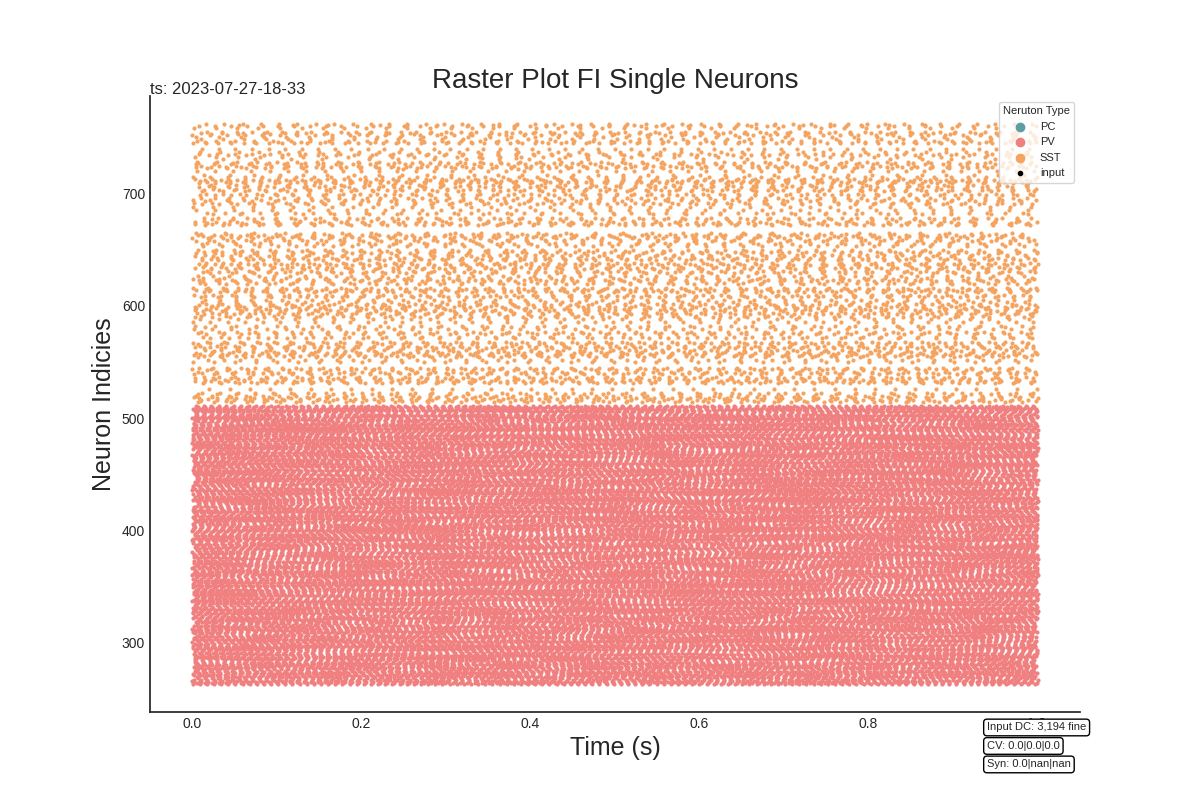 Raster Plot FI Single Neurons
ts: 2023-07-27-18-33
Neruton Type
PC
PV
SST
input
Neuron Indicies
700
600
500
400
300
0.0 0.2 0.4 0.6 0.8
Time (s)
Input DC: 3,194 fine
CV: 0.0|0.0|0.0
Syn: 0.0|nan|nan